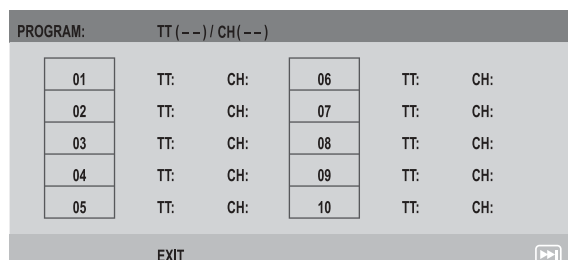 PROGRAM: TT(--)/CH(--)
01 TT: CH: 06 TT: CH:
02 TT: CH: 07 TT: CH:
03 TT: CH: 08 TT: CH:
04 TT: CH: 09 TT: CH:
05 TT: CH: 10 TT: CH:
EXIT